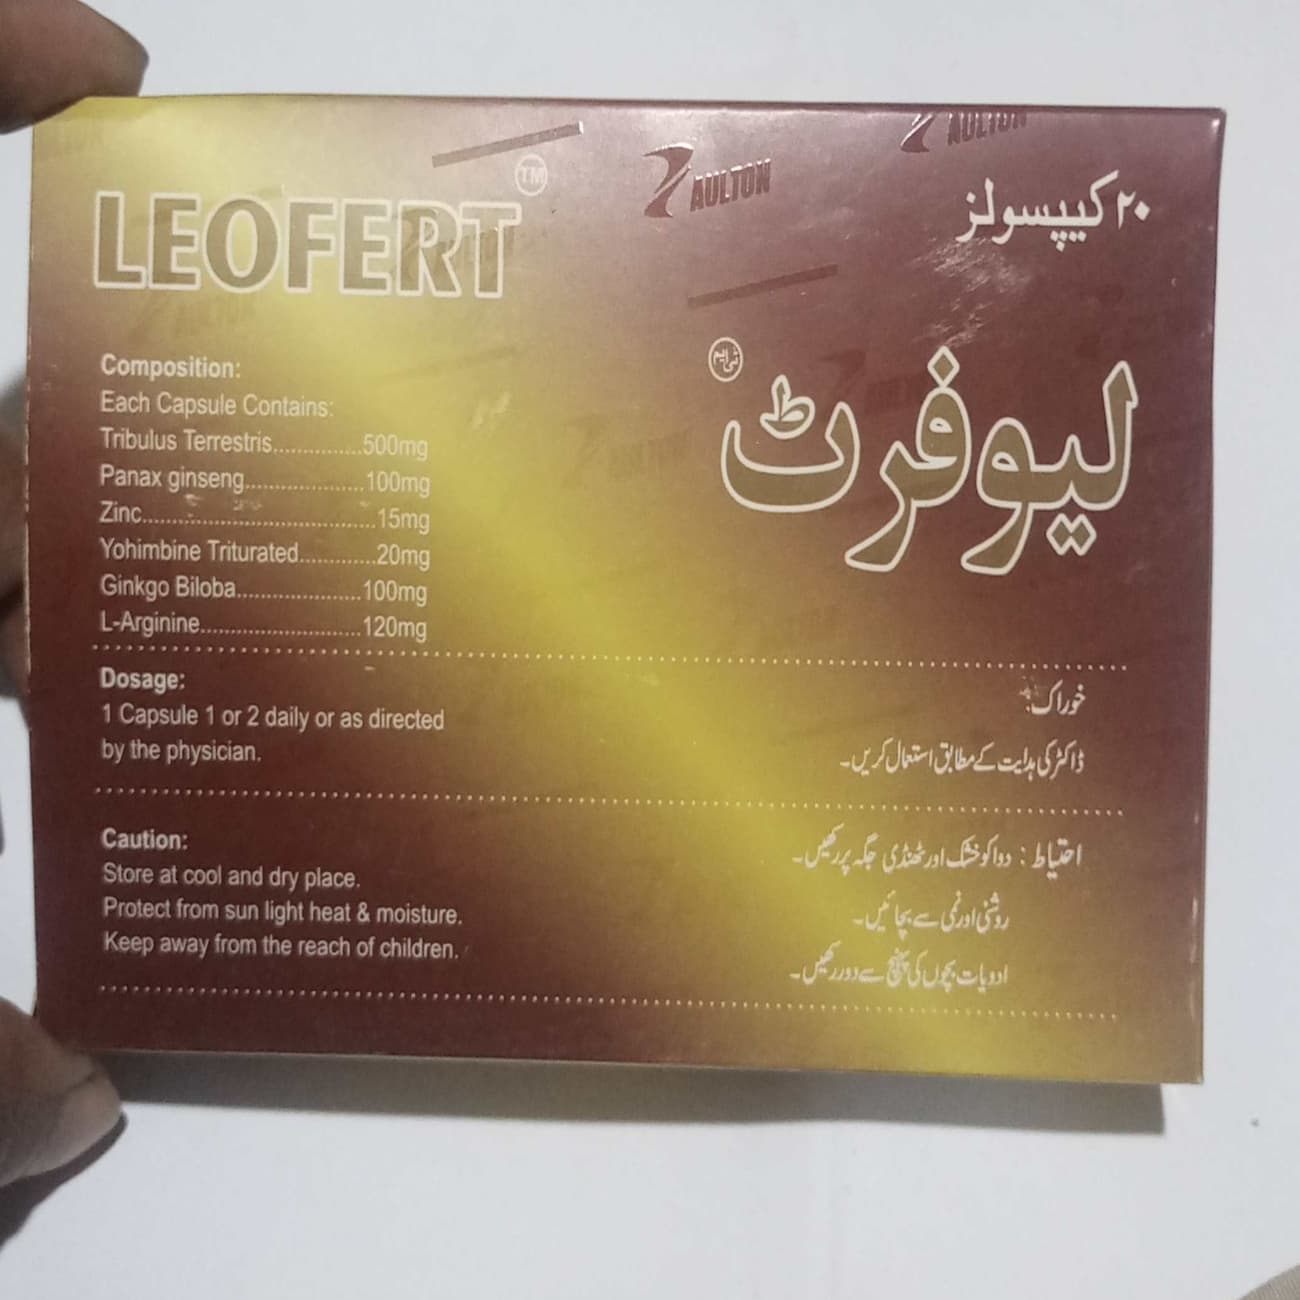 LEOFERT TM
AULTON
AULTON
۲۰ کیپسولز
ٹی ایم
لیوفرٹ
Composition:
Each Capsule Contains:
Tribulus Terrestris...............500mg
Panax ginseng....................100mg
Zinc.......................................15mg
Yohimbine Triturated.............20mg
Ginkgo Biloba.....................100mg
L-Arginine...........................120mg
Dosage:
1 Capsule 1 or 2 daily or as directed
by the physician.
خوراک:
ڈاکٹر کی ہدایت کے مطابق استعمال کریں۔
Caution:
Store at cool and dry place.
Protect from sun light heat & moisture.
Keep away from the reach of children.
احتیاط : دوا کو خشک اور ٹھنڈی جگہ پر رکھیں۔
روشنی اور نمی سے بچائیں۔
ادویات بچوں کی پہنچ سے دور رکھیں۔